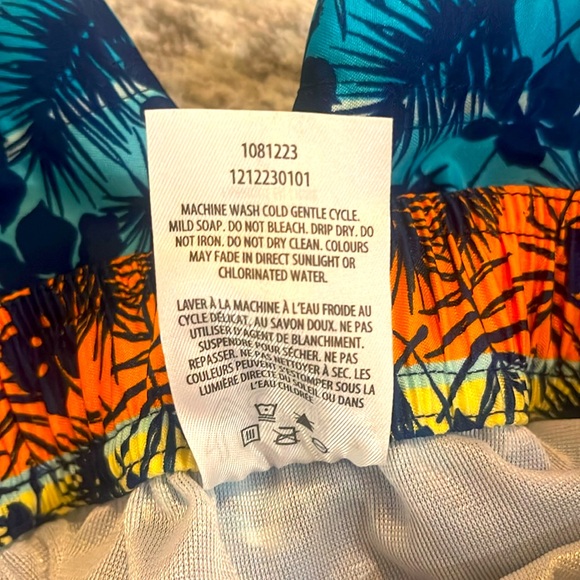 1081223
1212230101
MACHINE WASH COLD GENTLE CYCLE.
MILD SOAP. DO NOT BLEACH. DRIP DRY. DO
NOT IRON. DO NOT DRY CLEAN. COLOURS
MAY FADE IN DIRECT SUNLIGHT OR
CHLORINATED WATER.
LAVER À LA MACHINE À L'EAU FROIDE AU
CYCLE DÉLIKAT, AU SAVON DOUX. NE PAS
UTILISER D'AGENT DE BLANCHIMENT.
SUSPENDRE POUR SÉCHER. NE PAS
REPASSER. NE PAS NETTOYER À SEC. LES
COULEURS PEUVENT S'ESTOMPER SOUS LA
LUMIÈRE DIRECTE DU SOLEIL OU DANS
L'EAU CHLORÉE